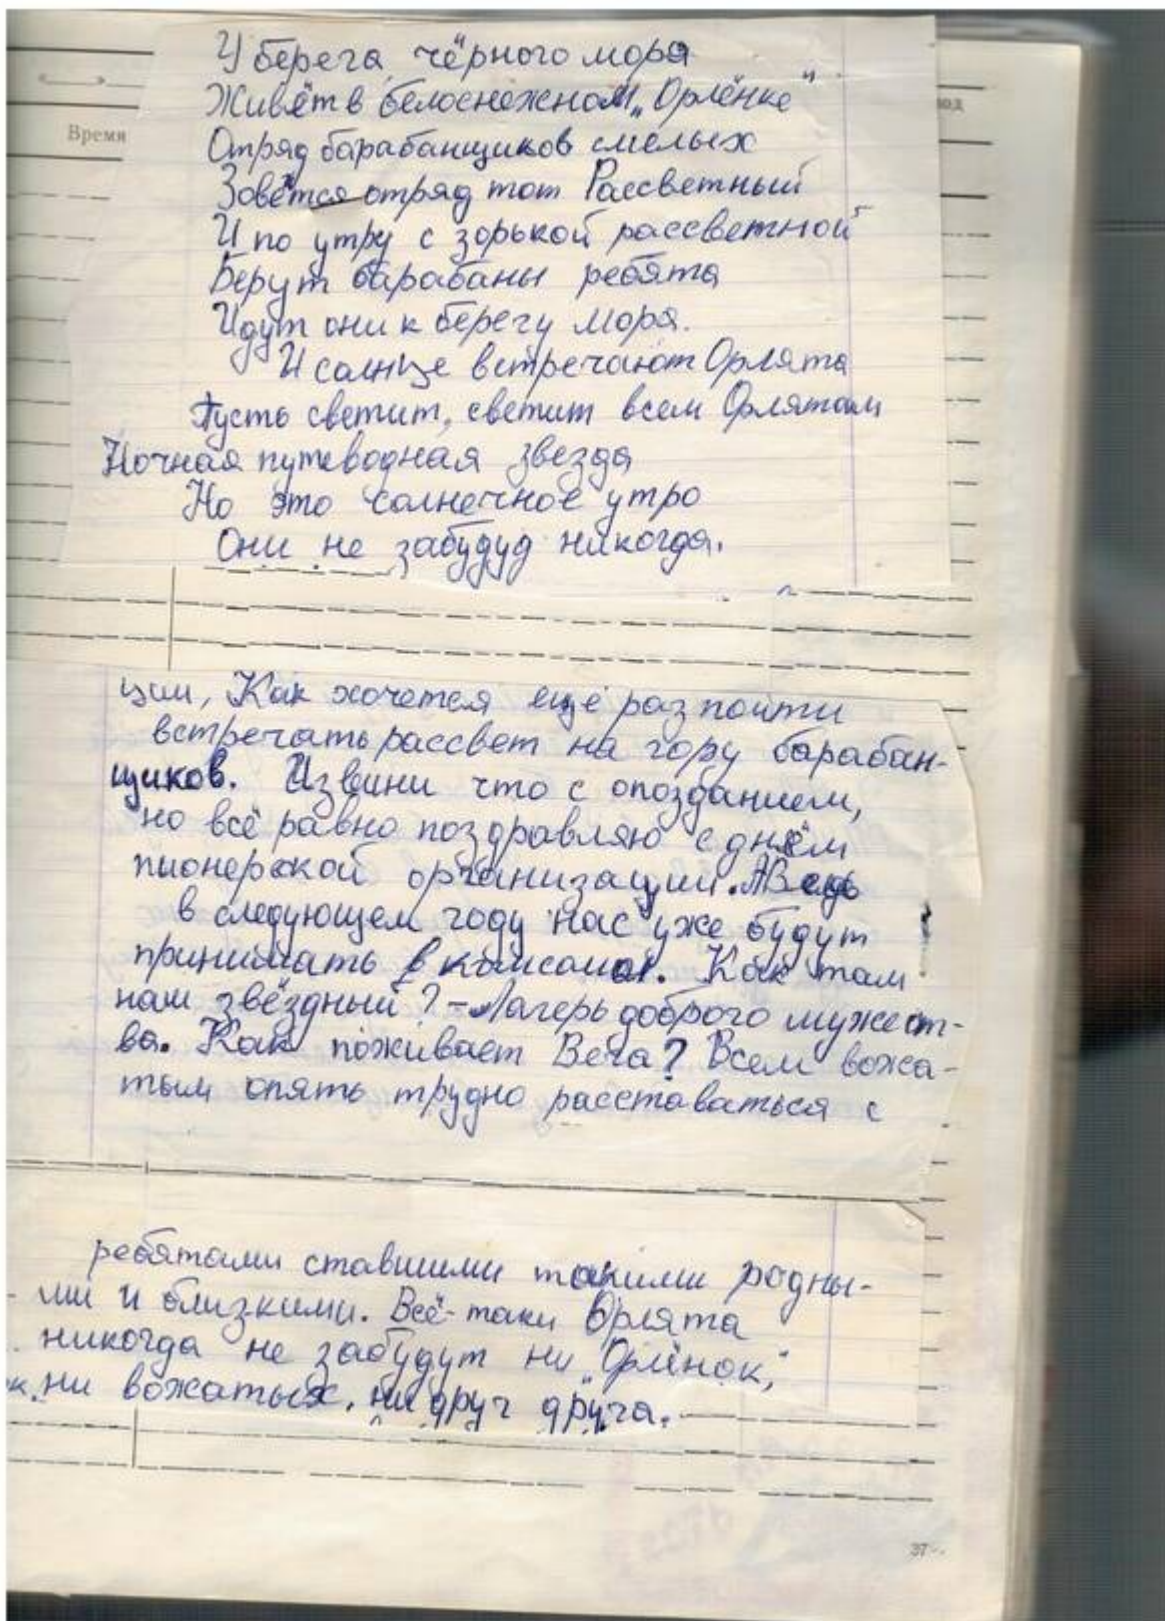 У берега чёрного моря
Живёт в белоснежном „Орлёнке"
Время
Отряд барабанщиков смелых
Зовётся отряд тот Рассветный
И по утру с зорькой рассветной
Берут барабаны ребята
Идут они к берегу моря.
И солнце встречают Орлята
Пусть светит, светит всем Орлятам
Ночная путеводная звезда
Но это солнечное утро
Они не забудуд никогда.
ции, Как хочется ещё раз пойти
встречать рассвет на гору барабан-
щиков. Извини что с опозданием,
но всё равно поздравляю с днём
пионерской организации. А Ведь
в следующем году нас уже будут
принимать в комсомол. Как там
наш звёздный? - Лагерь доброго мужест-
ва. Как поживает Веча? Всем вожа-
тым опять трудно расставаться с
ребятами ставшими такими родны-
ми и близкими. Всё-таки Орлята
никогда не забудут ни „Орлёнок",
ни вожатых, ни друг друга.
37